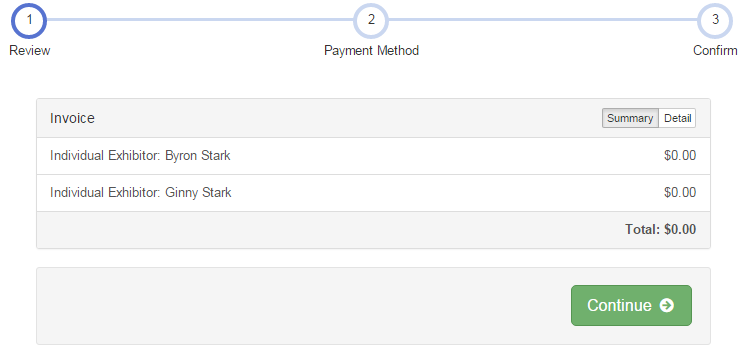 1 2 3
Review Payment Method Confirm
Invoice Summary Detail
Individual Exhibitor: Byron Stark $0.00
Individual Exhibitor: Ginny Stark $0.00
Total: $0.00
Continue